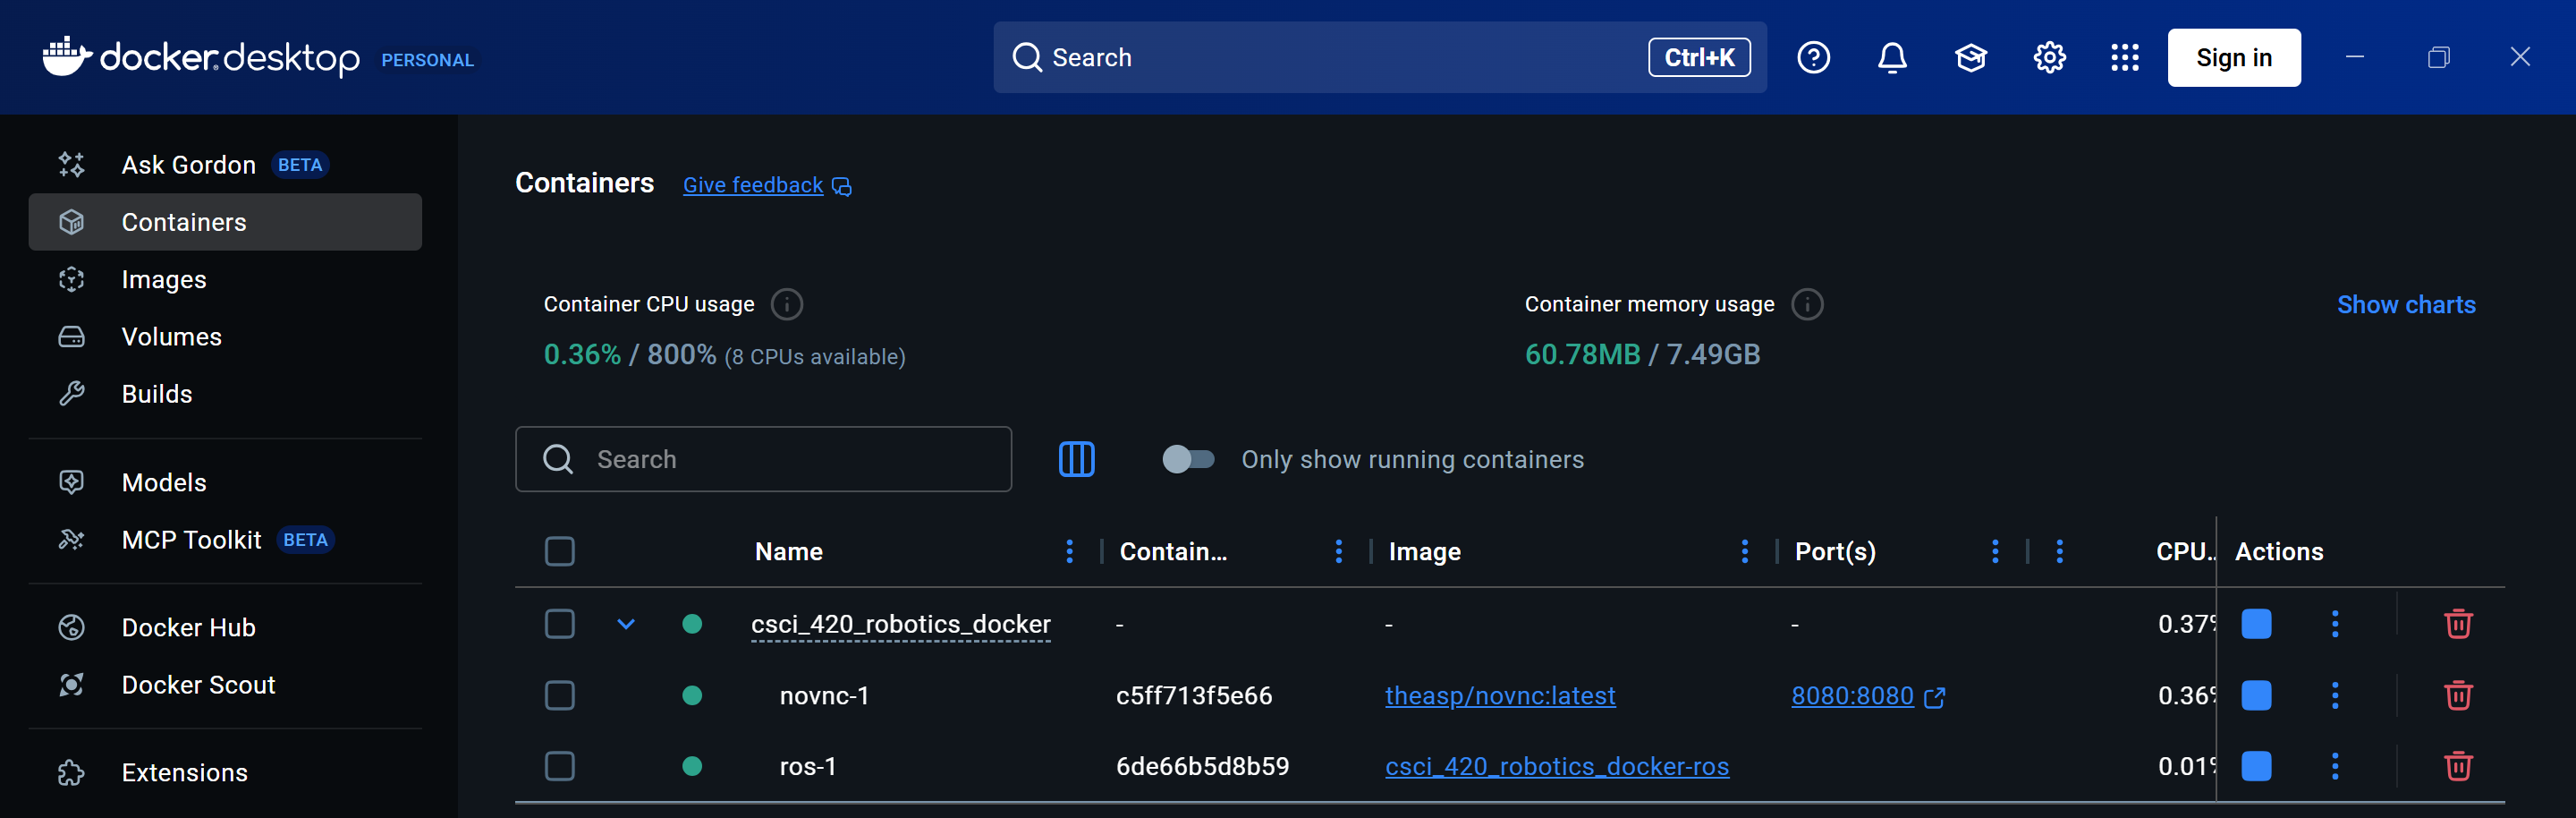 docker.desktop PERSONAL
Search Ctrl+K
Sign in
Ask Gordon BETA
Containers
Images
Volumes
Builds
Models
MCP Toolkit BETA
Docker Hub
Docker Scout
Extensions
Containers Give feedback
Container CPU usage
0.36% / 800% (8 CPUs available)
Container memory usage
60.78MB / 7.49GB
Show charts
Search
Only show running containers
Name Contain... Image Port(s) CPU.. Actions
csci_420_robotics_docker - - - 0.37%
novnc-1 c5ff713f5e66 theasp/novnc:latest 8080:8080 0.36%
ros-1 6de66b5d8b59 csci_420_robotics_docker-ros 0.01%